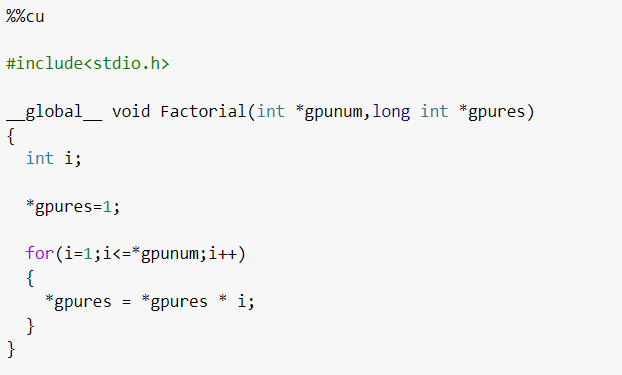 %%cu
#include<stdio.h>
__global__ void Factorial(int *gpunum,long int *gpures)
{
int i;
*gpures=1;
for(i=1;i<=*gpunum;i++)
{
*gpures = *gpures * i;
}
}